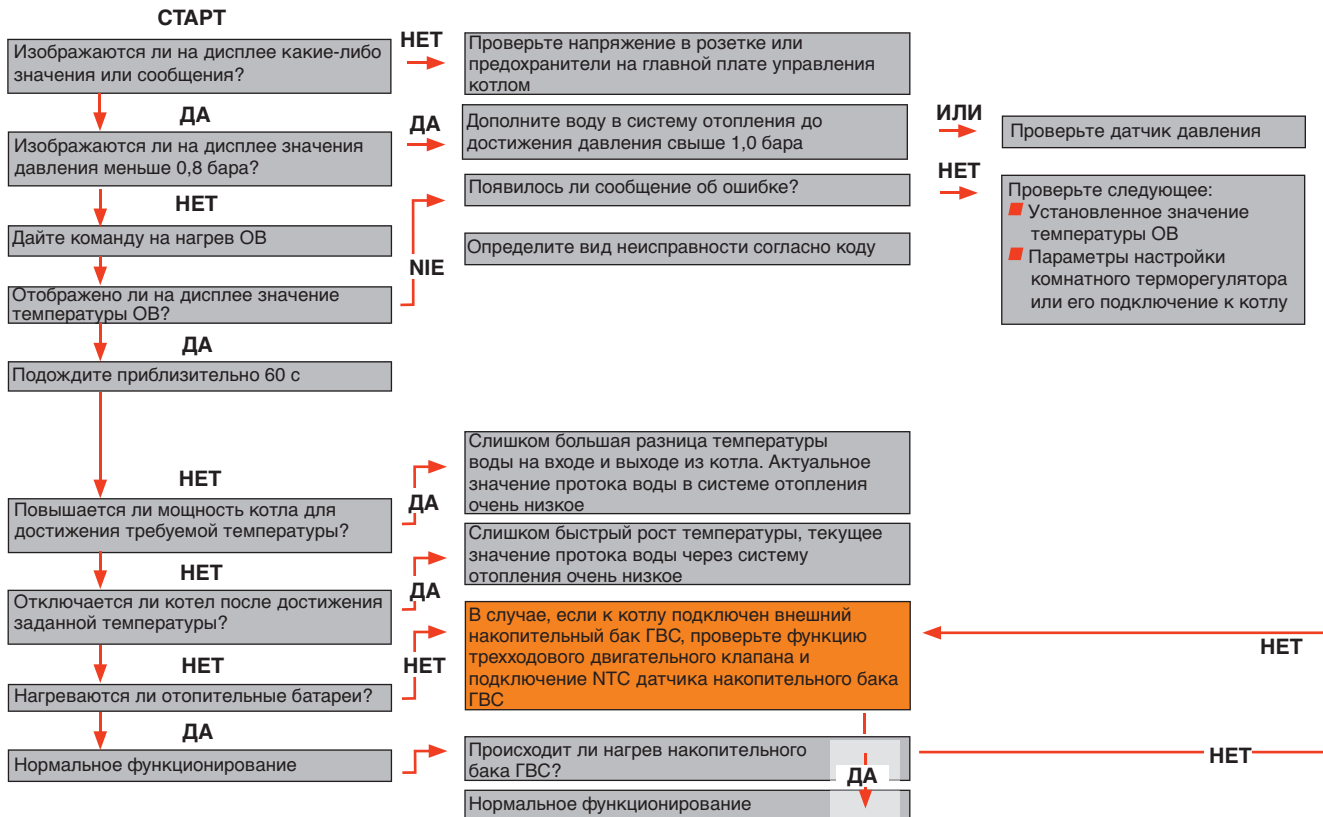 СТАРТ
Изображаются ли на дисплее какие-либо
значения или сообщения?
НЕТ
Проверьте напряжение в розетке или
предохранители на главной плате управления
котлом
ДА
Изображаются ли на дисплее значения
давления меньше 0,8 бара?
ДА
Дополните воду в систему отопления до
достижения давления свыше 1,0 бара
ИЛИ
Проверьте датчик давления
НЕТ
Дайте команду на нагрев ОВ
Отображено ли на дисплее значение
температуры ОВ?
NIE
Появилось ли сообщение об ошибке?
Определите вид неисправности согласно коду
НЕТ
Проверьте следующее:
Установленное значение
температуры ОВ
Параметры настройки
комнатного терморегулятора
или его подключение к котлу
ДА
Подождите приблизительно 60 с
НЕТ
Повышается ли мощность котла для
достижения требуемой температуры?
ДА
Слишком большая разница температуры
воды на входе и выходе из котла. Актуальное
значение протока воды в системе отопления
очень низкое
НЕТ
Отключается ли котел после достижения
заданной температуры?
ДА
Слишком быстрый рост температуры, текущее
значение протока воды через систему
отопления очень низкое
НЕТ
Нагреваются ли отопительные батареи?
НЕТ
В случае, если к котлу подключен внешний
накопительный бак ГВС, проверьте функцию
трехходового двигательного клапана и
подключение NTC датчика накопительного бака
ГВС
НЕТ
ДА
Нормальное функционирование
Происходит ли нагрев накопительного
бака ГВС?
НЕТ
ДА
Нормальное функционирование